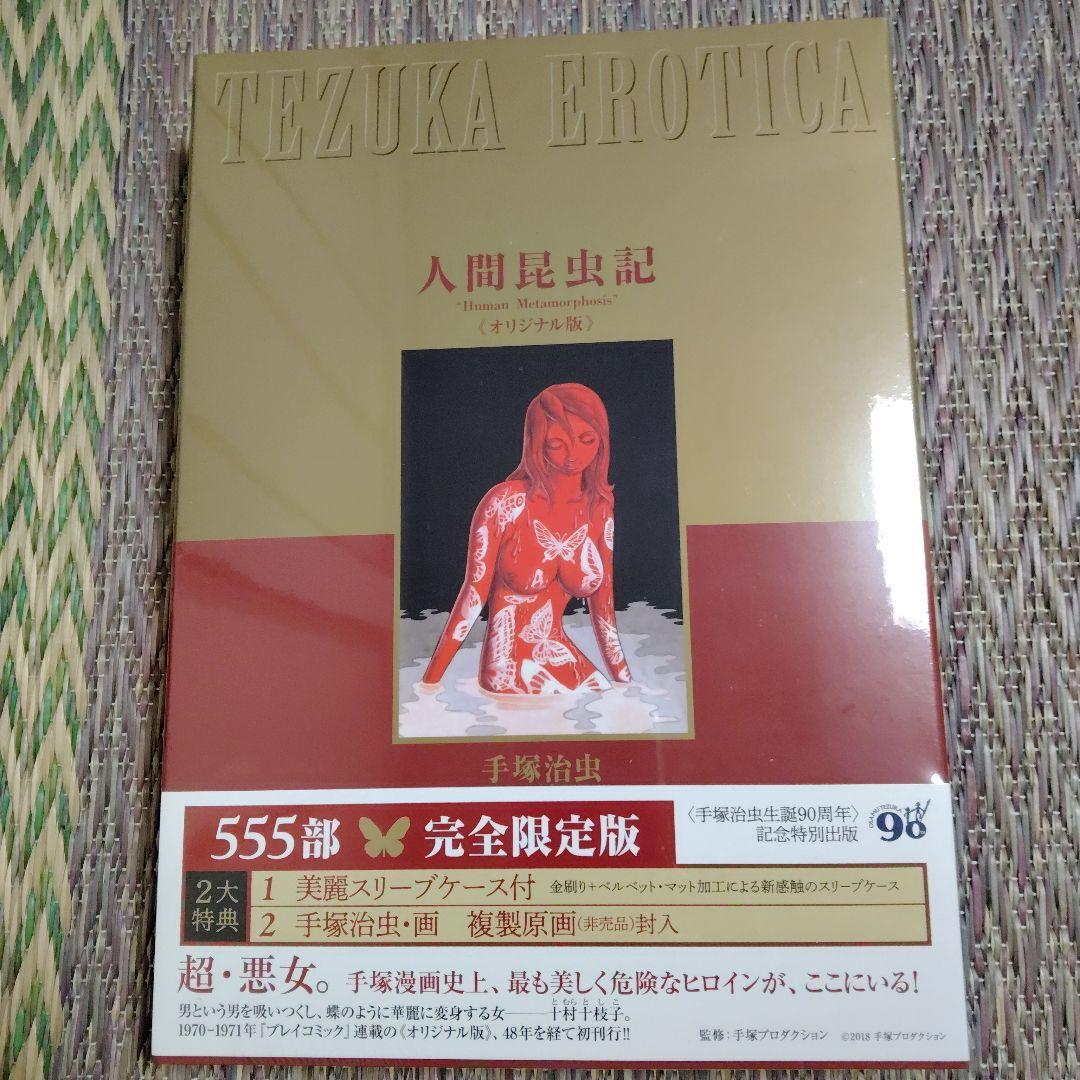 TEZUKA EROTICA
人間昆虫記
"Human Metamorphosis"
《オリジナル版》
手塚治虫
555部 完全限定版
〈手塚治虫生誕90周年〉
記念特別出版
OSAMU TEZUKA
90th
2大
特典
1 美麗スリーブケース付 金刷り+ベルベット・マット加工による新感触のスリーブケース
2 手塚治虫・画 複製原画(非売品)封入
超・悪女。手塚漫画史上、最も美しく危険なヒロインが、ここにいる!
男という男を吸いつくし、蝶のように華麗に変身する女——十村十枝子。
とむらとしこ
1970-1971年『プレイコミック』連載の《オリジナル版》、48年を経て初刊行!!
監修:手塚プロダクション ©2018 手塚プロダクション